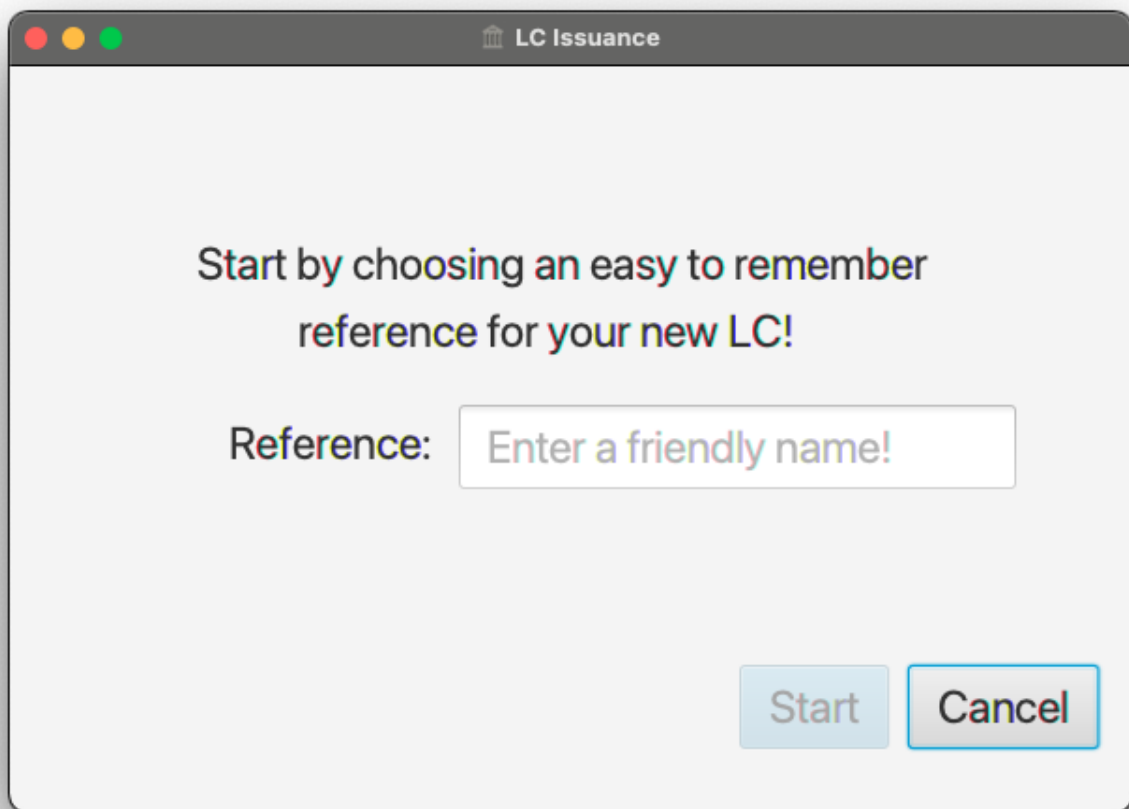 LC Issuance
Start by choosing an easy to remember
reference for your new LC!
Reference: Enter a friendly name!
Start Cancel